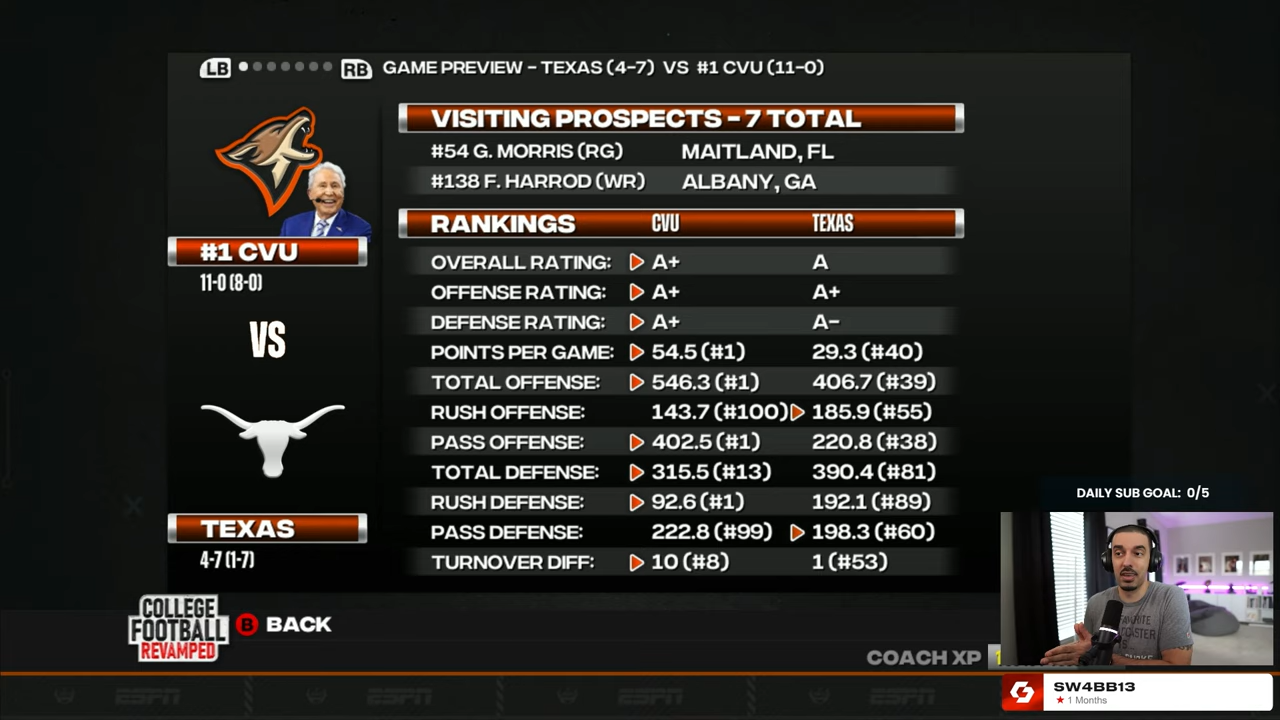 LB RB GAME PREVIEW - TEXAS (4-7) VS #1 CVU (11-0)
VISITING PROSPECTS - 7 TOTAL
#54 G. MORRIS (RG) MAITLAND, FL
#138 F. HARROD (WR) ALBANY, GA
#1 CVU
11-0 (8-0)
VS
TEXAS
4-7 (1-7)
RANKINGS CVU TEXAS
OVERALL RATING: A+ A
OFFENSE RATING: A+ A+
DEFENSE RATING: A+ A-
POINTS PER GAME: 54.5 (#1) 29.3 (#40)
TOTAL OFFENSE: 546.3 (#1) 406.7 (#39)
RUSH OFFENSE: 143.7 (#100) 185.9 (#55)
PASS OFFENSE: 402.5 (#1) 220.8 (#38)
TOTAL DEFENSE: 315.5 (#13) 390.4 (#81)
RUSH DEFENSE: 92.6 (#1) 192.1 (#89)
PASS DEFENSE: 222.8 (#99) 198.3 (#60)
TURNOVER DIFF: 10 (#8) 1 (#53)
DAILY SUB GOAL: 0/5
COLLEGE
FOOTBALL
REVAMPED
B BACK
COACH XP
SW4BB13
★ 1 Months
ESPN ESPN ESPN ESPN